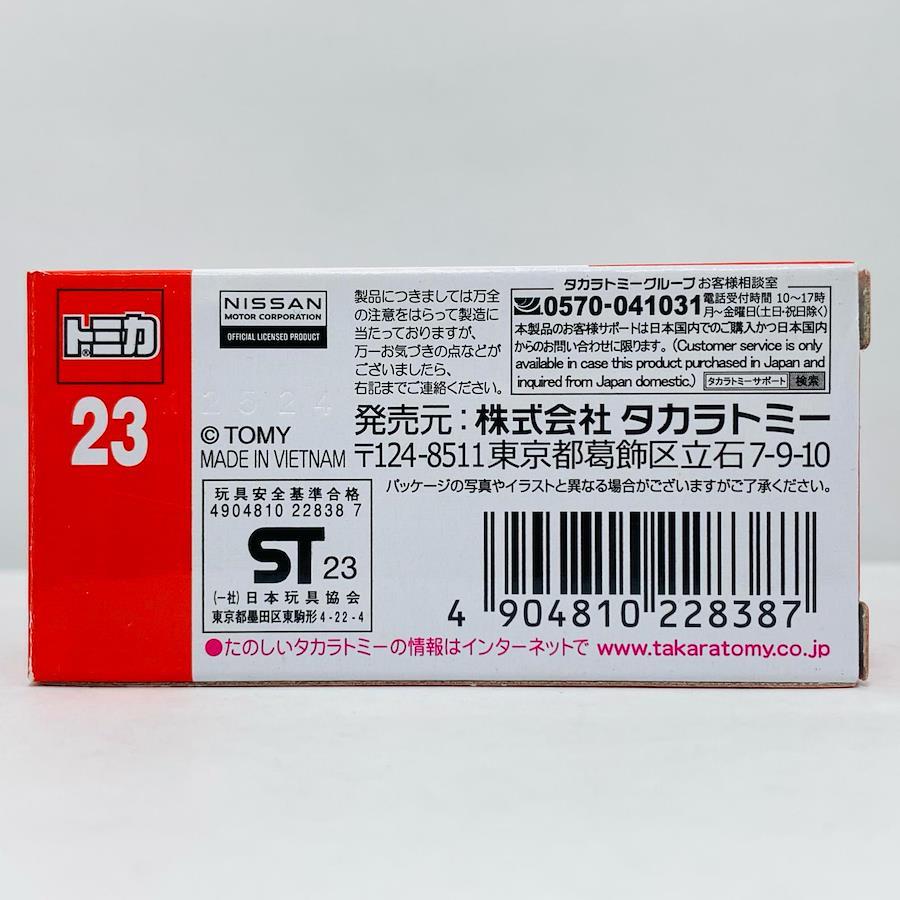 トミカ®
23
NISSAN
MOTOR CORPORATION
OFFICIAL LICENSED PRODUCT
2524
© TOMY
MADE IN VIETNAM
製品につきましては万全
の注意をはらって製造に
当たっておりますが、
万一お気づきの点などが
ございましたら、
右記までご連絡ください。
タカラトミーグループ お客様相談室
0570-041031 電話受付時間 10〜17時
月〜金曜日(土・日・祝日除く)
本製品のお客様サポートは日本国内でのご購入かつ日本国内
からのお問い合わせに限ります。(Customer service is only
available in case this product purchased in Japan and
inquired from Japan domestic.) タカラトミーサポート 検索
発売元：株式会社 タカラトミー
〒124-8511 東京都葛飾区立石7-9-10
パッケージの写真やイラストと異なる場合がございますがご了承ください。
玩具安全基準合格
4904810 22838 7
ST 23
(一社)日本玩具協会
東京都墨田区東駒形4-22-4
4 904810 228387
●たのしいタカラトミーの情報はインターネットで www.takaratomy.co.jp